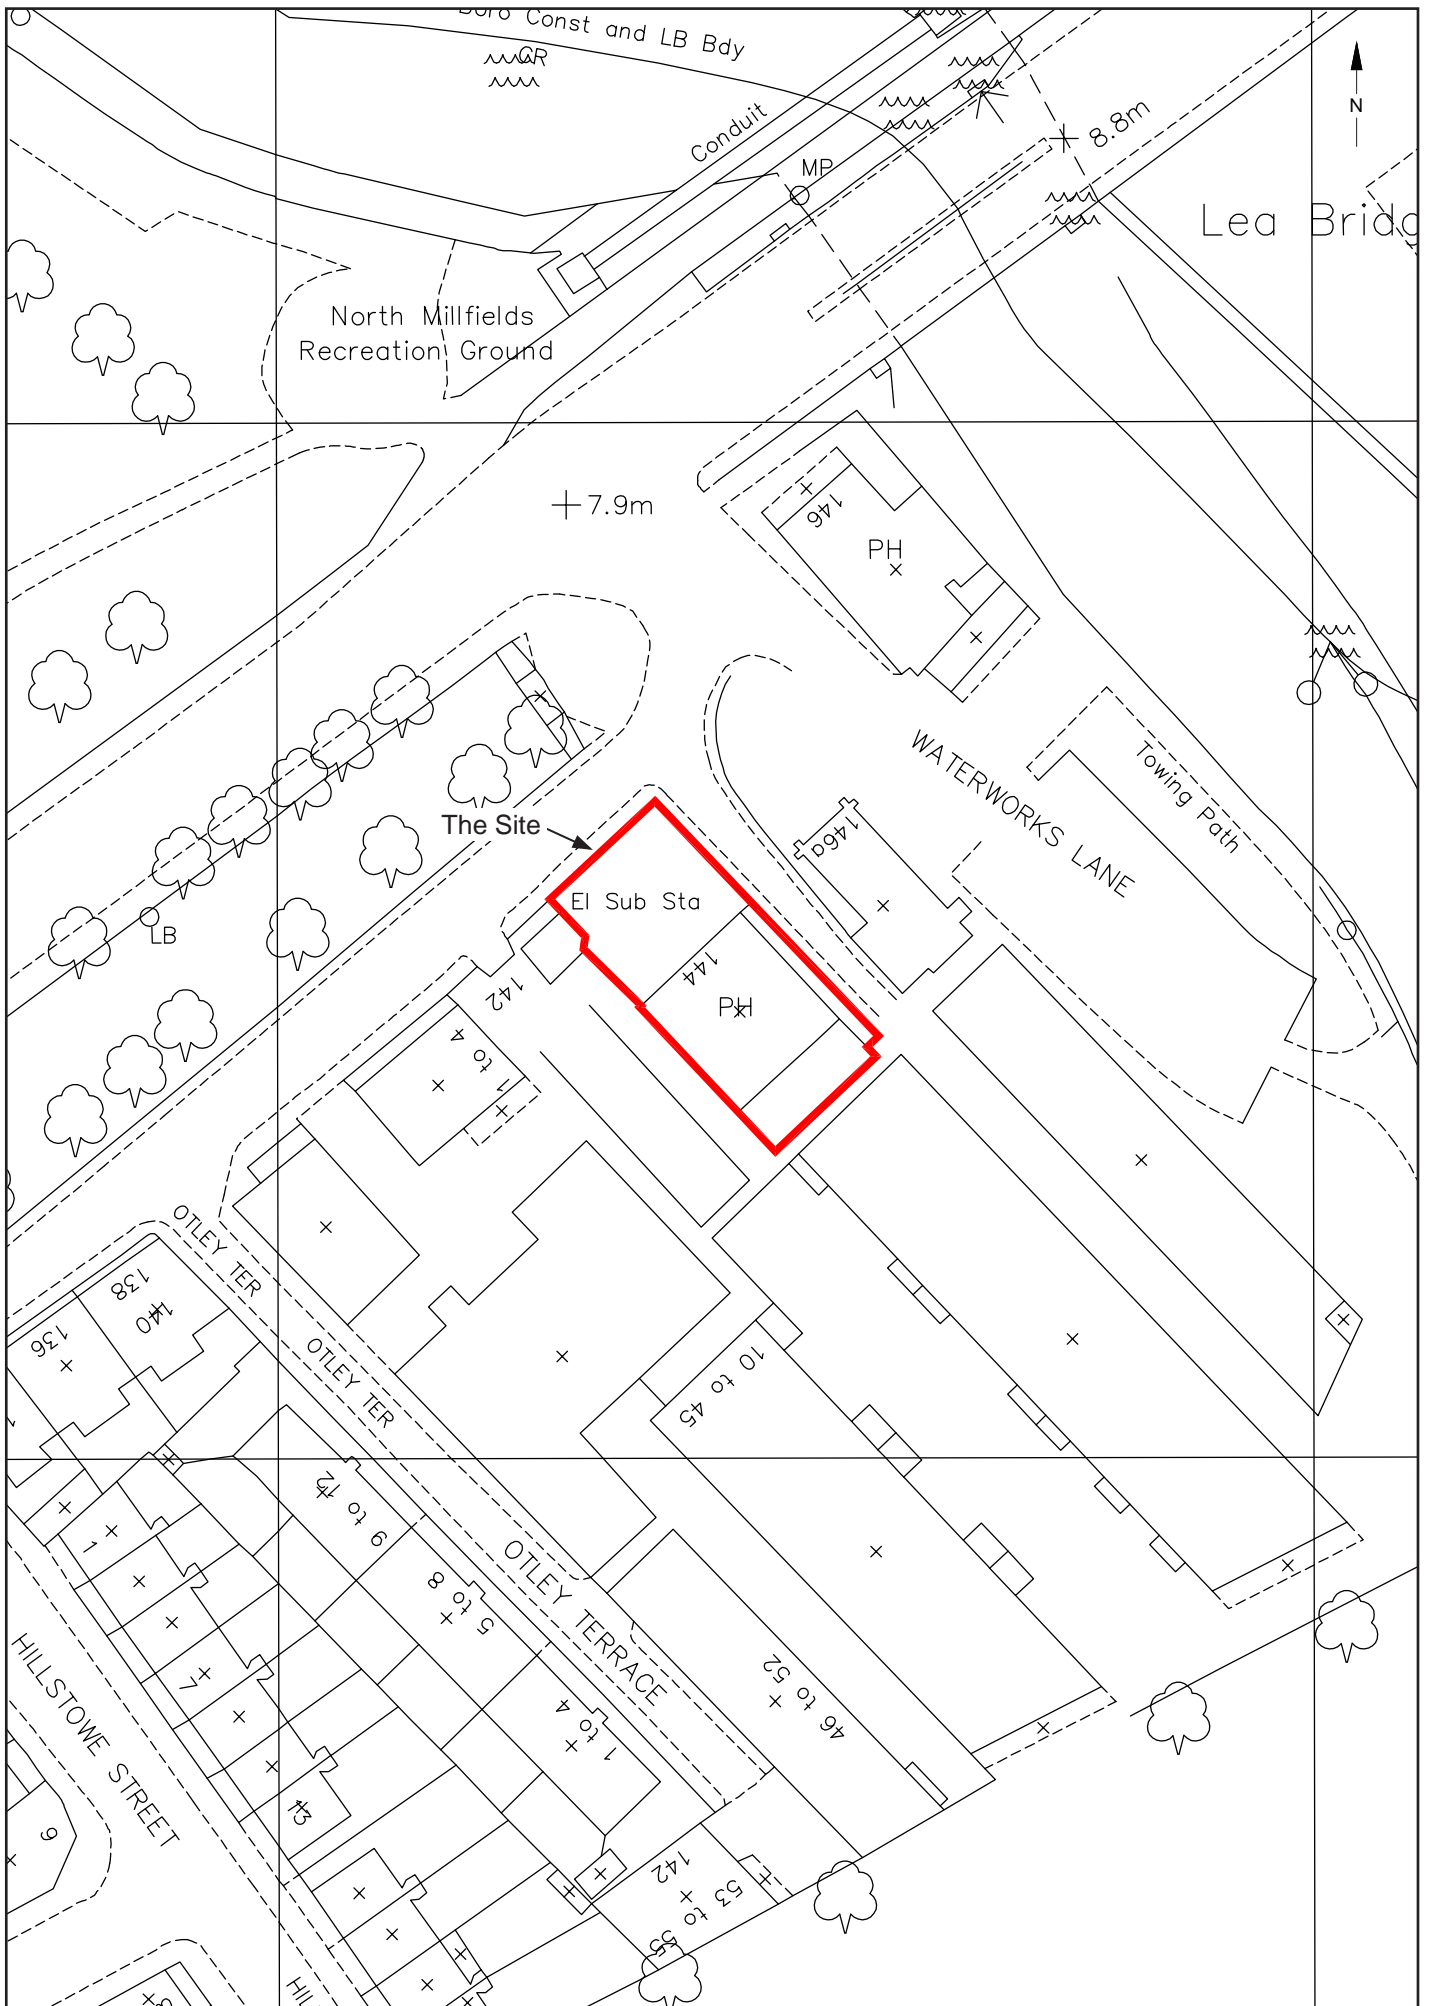 Boro Const and LB Bdy
CR
Conduit
MP
8.8m
N
Lea Bridg
North Millfields
Recreation Ground
7.9m
146
PH
WATERWORKS LANE
Towing Path
The Site
146a
El Sub Sta
LB
144
PH
142
1 to 4
OTLEY TER
138
140
136
OTLEY TER
10 to 45
9 to 12
1
5 to 8
OTLEY TERRACE
HILLSTOWE STREET
7
1 to 4
46 to 52
13
9
142
53 to 55
HIL